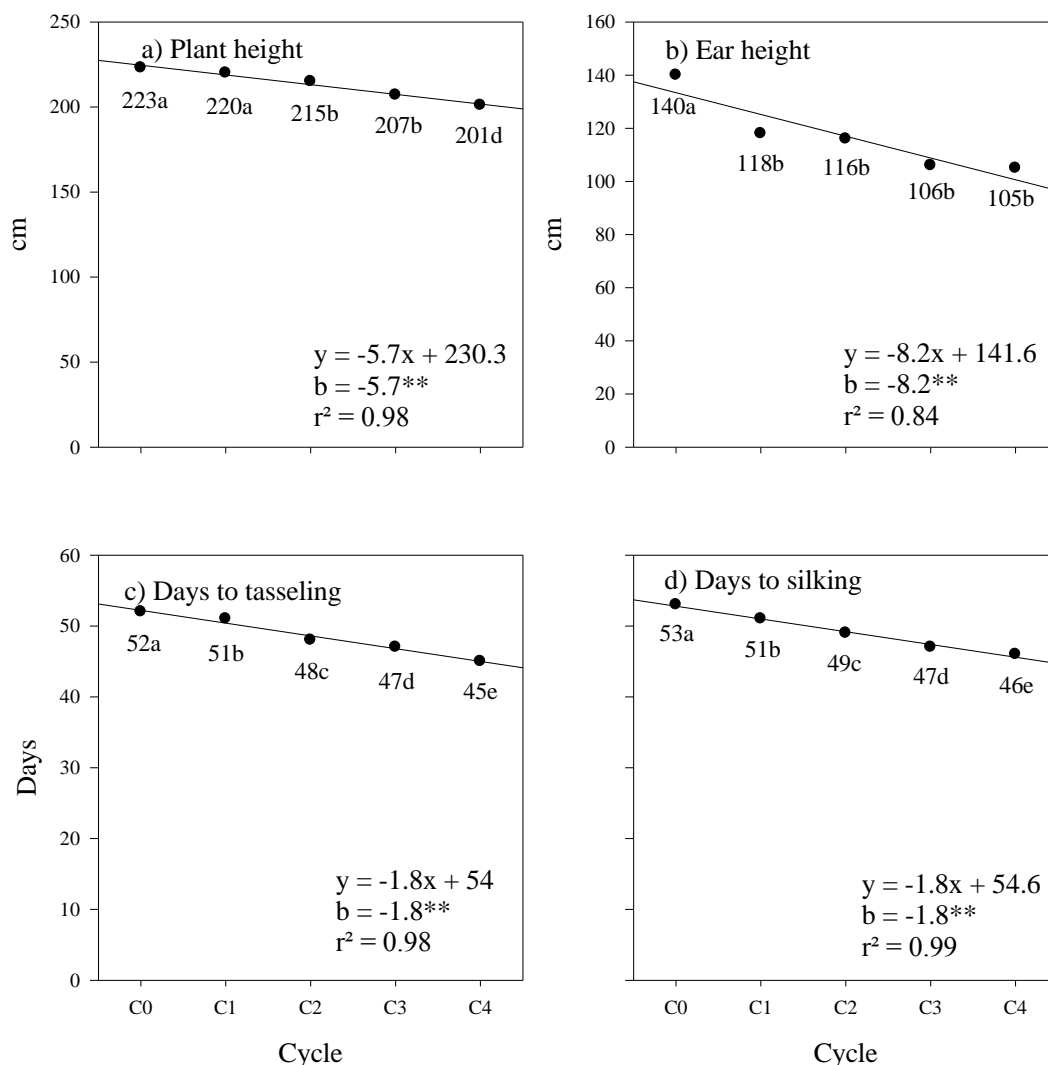 a) Plant height
250
200
150
100
50
0
cm
223a
220a
215b
207b
201d
y = -5.7x + 230.3
b = -5.7**
r² = 0.98
b) Ear height
160
140
120
100
80
60
40
20
0
cm
140a
118b
116b
106b
105b
y = -8.2x + 141.6
b = -8.2**
r² = 0.84
c) Days to tasseling
60
50
40
30
20
10
0
Days
52a
51b
48c
47d
45e
y = -1.8x + 54
b = -1.8**
r² = 0.98
C0 C1 C2 C3 C4
Cycle
d) Days to silking
53a
51b
49c
47d
46e
y = -1.8x + 54.6
b = -1.8**
r² = 0.99
C0 C1 C2 C3 C4
Cycle